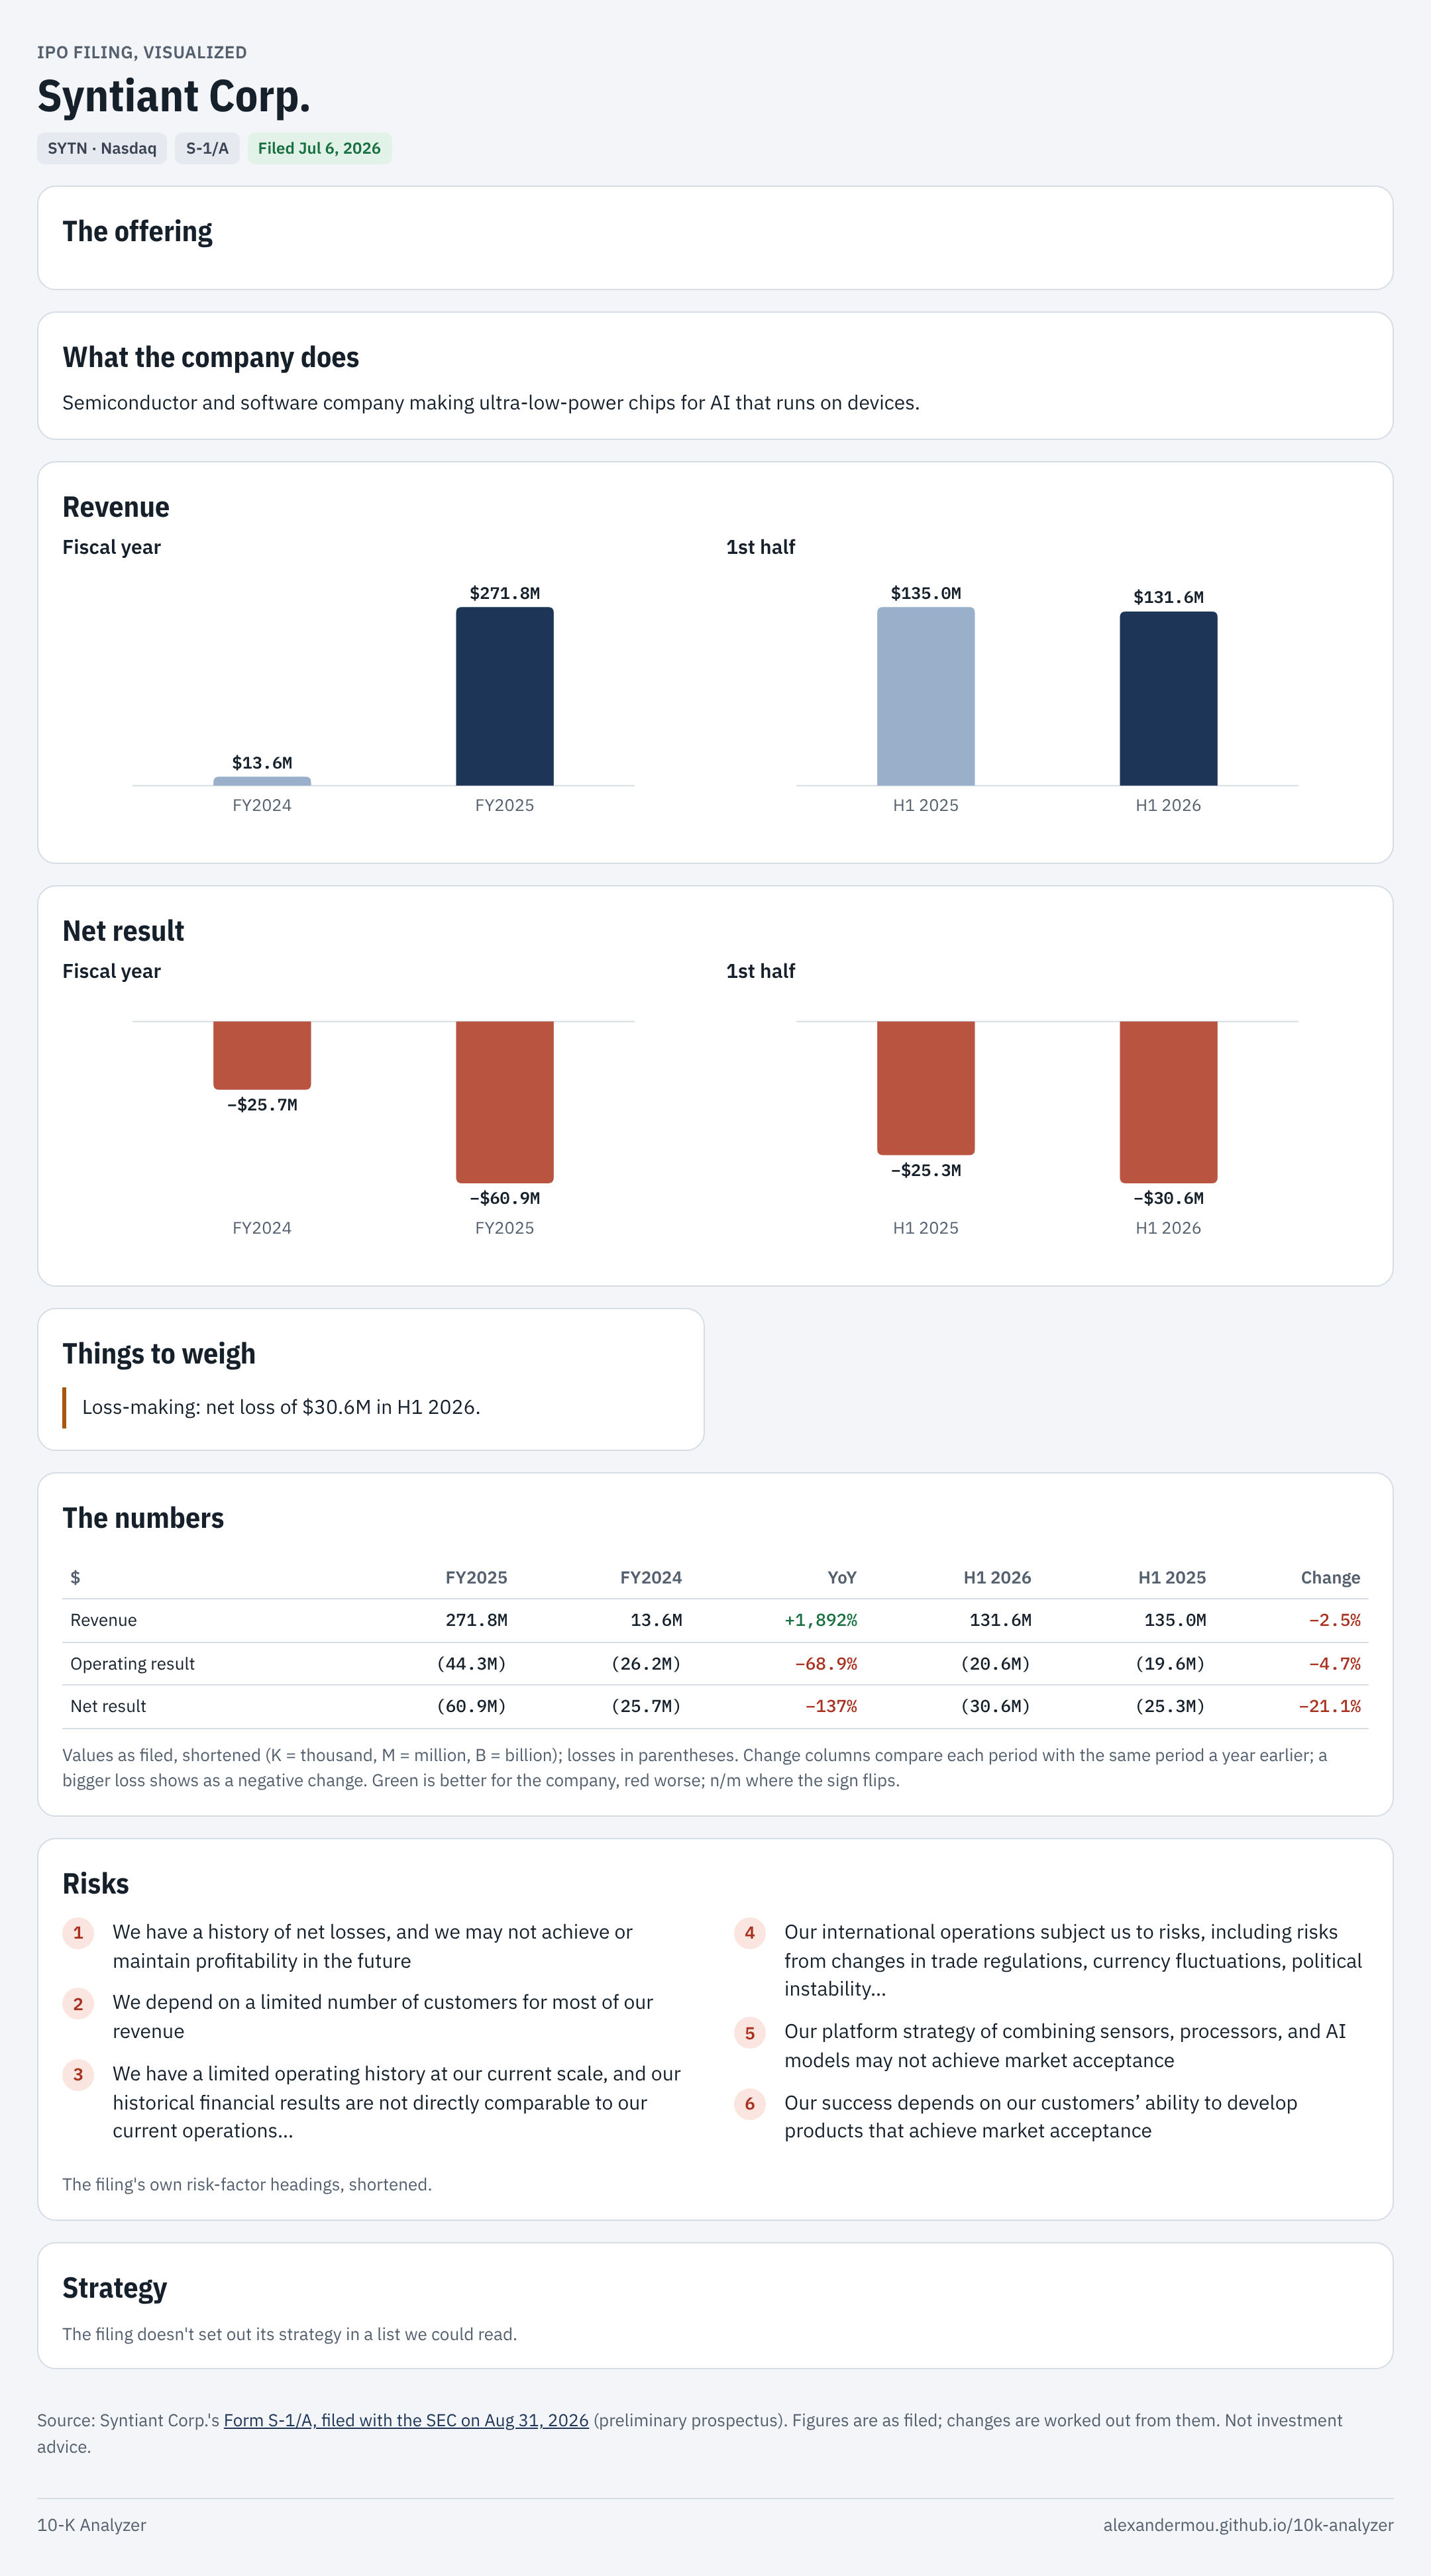 IPO FILING, VISUALIZED
Syntiant Corp.
SYTN · Nasdaq
S-1/A
Filed Jul 6, 2026
The offering
What the company does
Semiconductor and software company making ultra-low-power chips for AI that runs on devices.
Revenue
Fiscal year
$13.6M
$271.8M
FY2024
FY2025
1st half
$135.0M
$131.6M
H1 2025
H1 2026
Net result
Fiscal year
−$25.7M
−$60.9M
FY2024
FY2025
1st half
−$25.3M
−$30.6M
H1 2025
H1 2026
Things to weigh
Loss-making: net loss of $30.6M in H1 2026.
The numbers
$ FY2025 FY2024 YoY H1 2026 H1 2025 Change
Revenue 271.8M 13.6M +1,892% 131.6M 135.0M −2.5%
Operating result (44.3M) (26.2M) −68.9% (20.6M) (19.6M) −4.7%
Net result (60.9M) (25.7M) −137% (30.6M) (25.3M) −21.1%
Values as filed, shortened (K = thousand, M = million, B = billion); losses in parentheses. Change columns compare each period with the same period a year earlier; a
bigger loss shows as a negative change. Green is better for the company, red worse; n/m where the sign flips.
Risks
1 We have a history of net losses, and we may not achieve or
maintain profitability in the future
2 We depend on a limited number of customers for most of our
revenue
3 We have a limited operating history at our current scale, and our
historical financial results are not directly comparable to our
current operations…
4 Our international operations subject us to risks, including risks
from changes in trade regulations, currency fluctuations, political
instability…
5 Our platform strategy of combining sensors, processors, and AI
models may not achieve market acceptance
6 Our success depends on our customers’ ability to develop
products that achieve market acceptance
The filing's own risk-factor headings, shortened.
Strategy
The filing doesn't set out its strategy in a list we could read.
Source: Syntiant Corp.'s Form S-1/A, filed with the SEC on Aug 31, 2026 (preliminary prospectus). Figures are as filed; changes are worked out from them. Not investment
advice.
10-K Analyzer
alexandermou.github.io/10k-analyzer